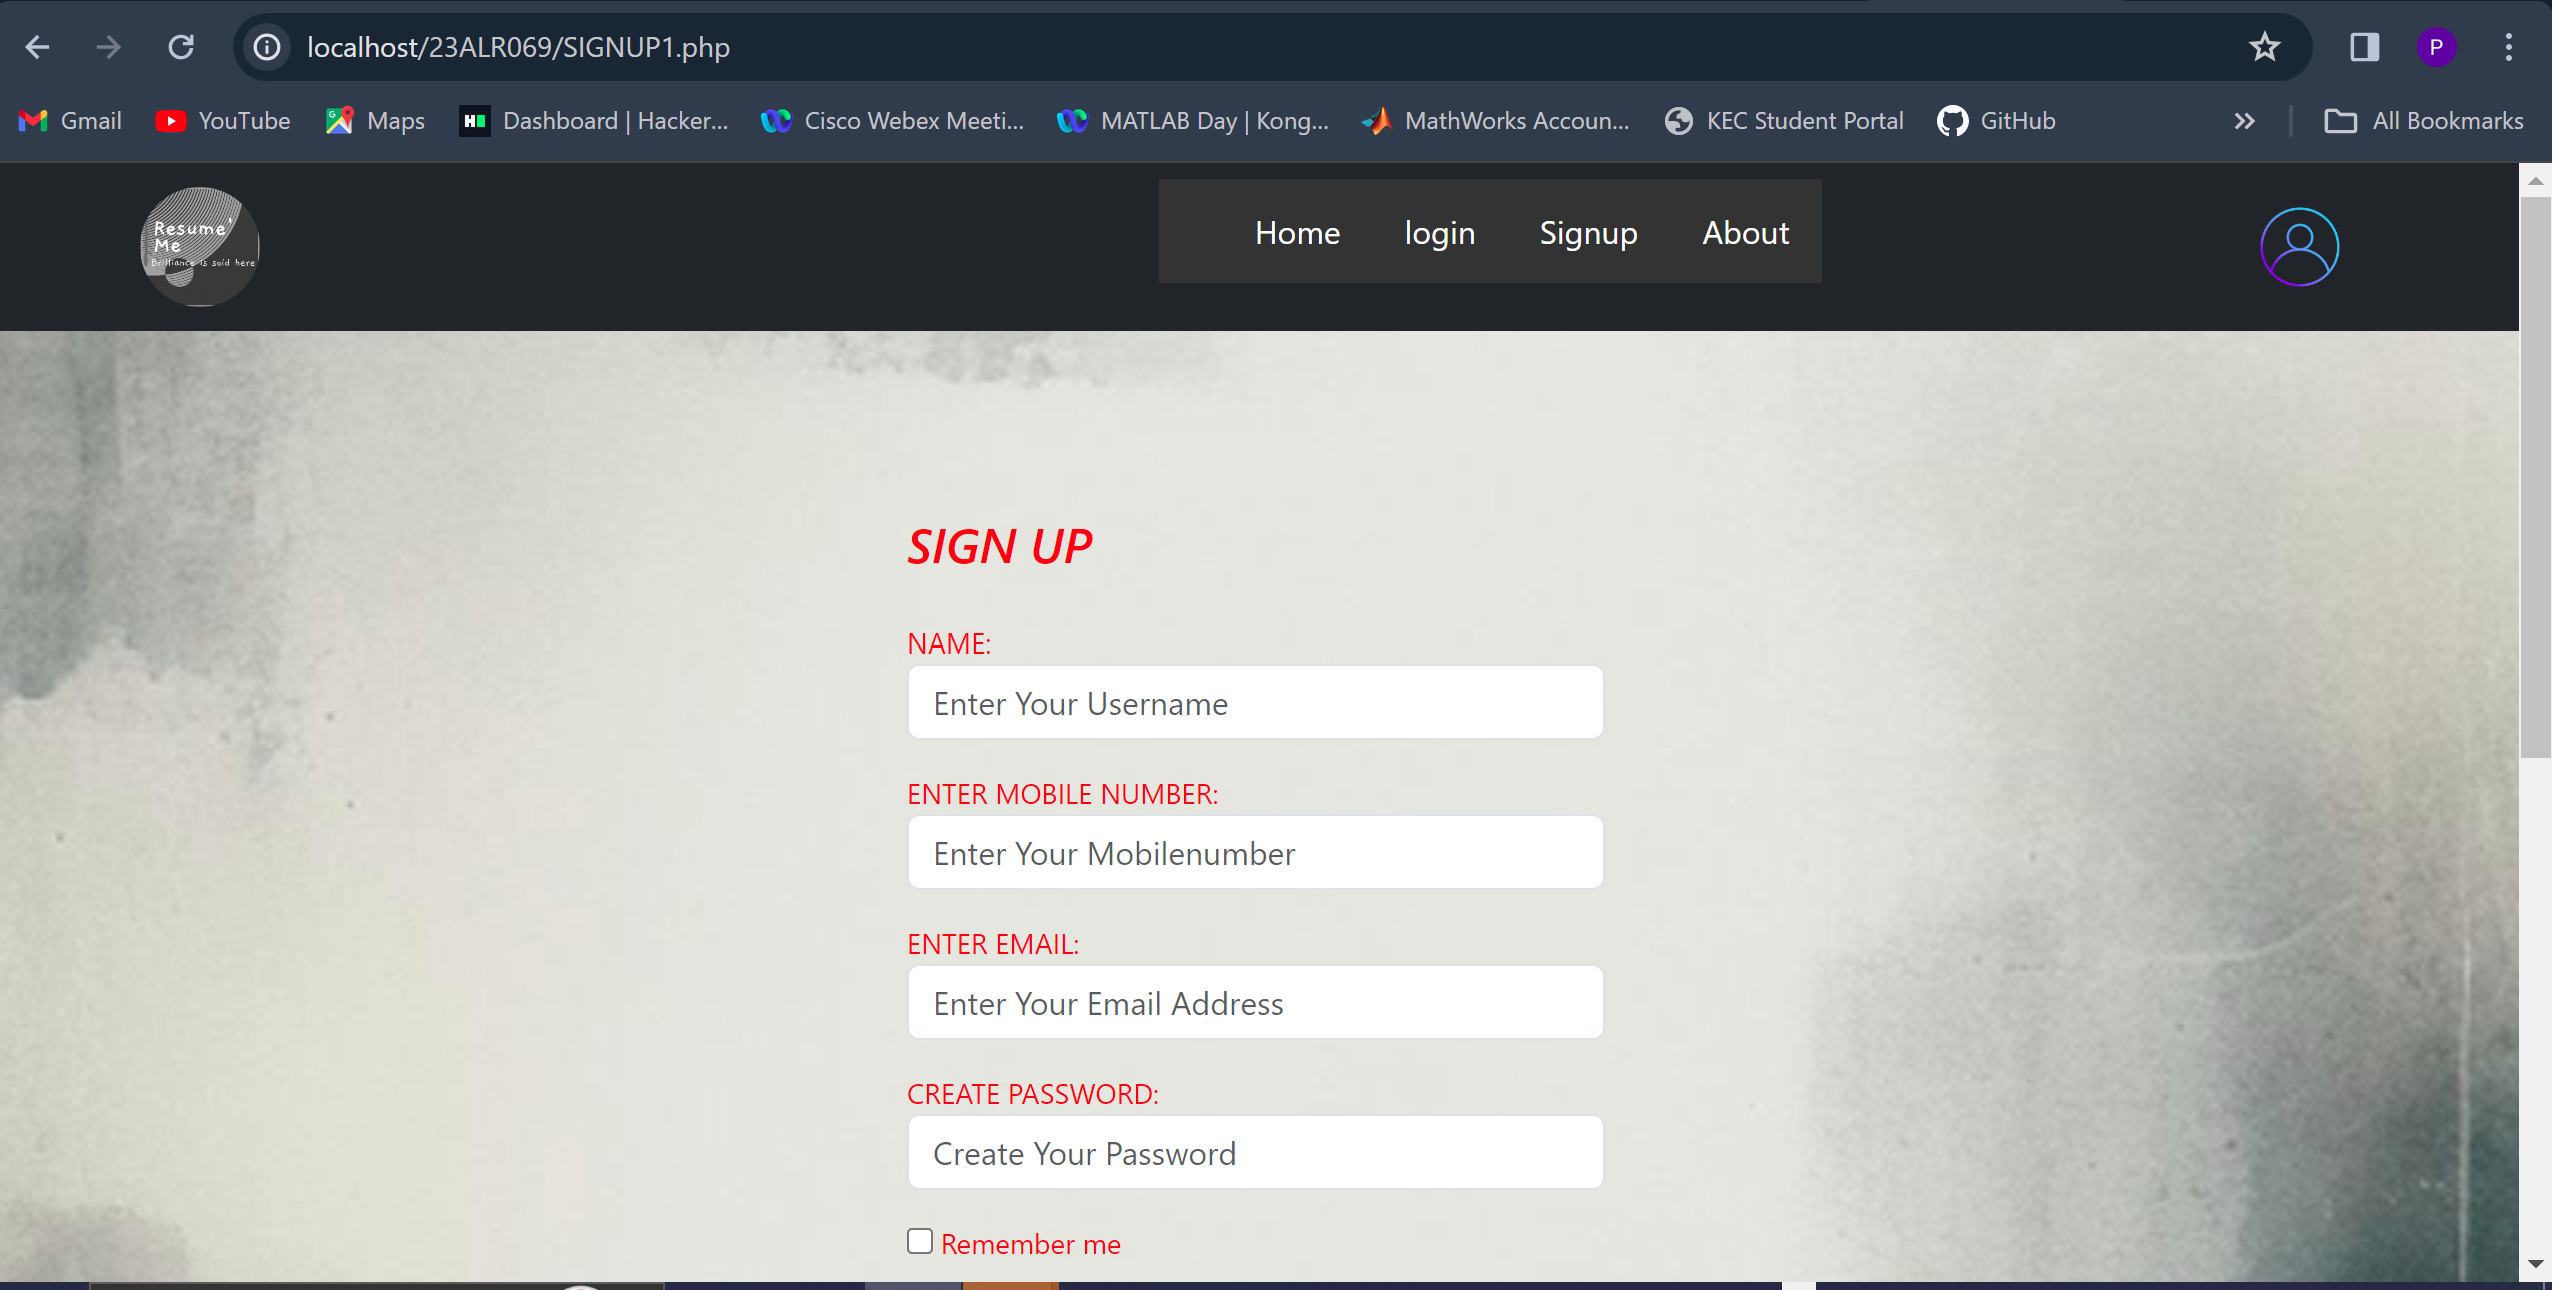 localhost/23ALR069/SIGNUP1.php
P
Gmail YouTube Maps Dashboard | Hacker... Cisco Webex Meeti... MATLAB Day | Kong... MathWorks Accoun... KEC Student Portal GitHub » All Bookmarks
Resume'
Me
Brilliance is sold here
Home login Signup About
SIGN UP
NAME:
Enter Your Username
ENTER MOBILE NUMBER:
Enter Your Mobilenumber
ENTER EMAIL:
Enter Your Email Address
CREATE PASSWORD:
Create Your Password
Remember me